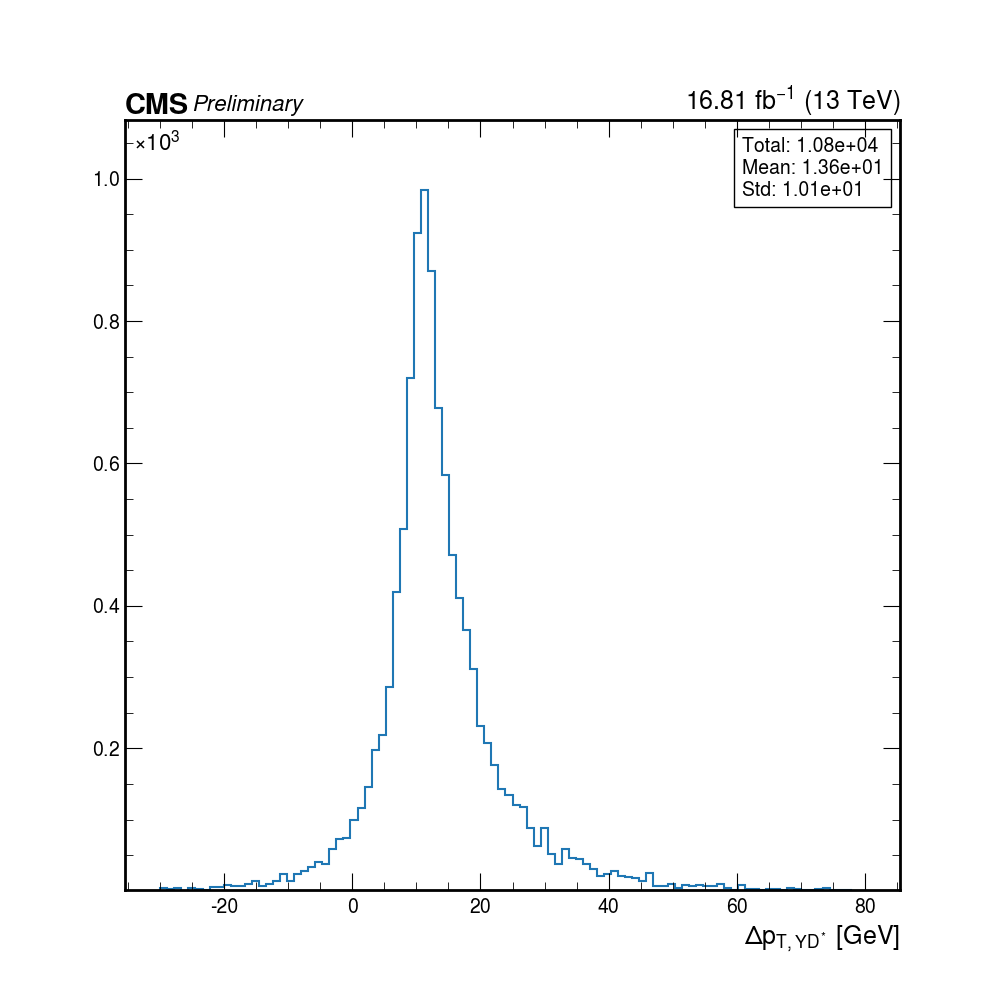 CMS Preliminary 16.81 fb⁻¹ (13 TeV)
×10³
Total: 1.08e+04
Mean: 1.36e+01
Std: 1.01e+01
1.0
0.8
0.6
0.4
0.2
-20 0 20 40 60 80
Δp_{T, YD*} [GeV]